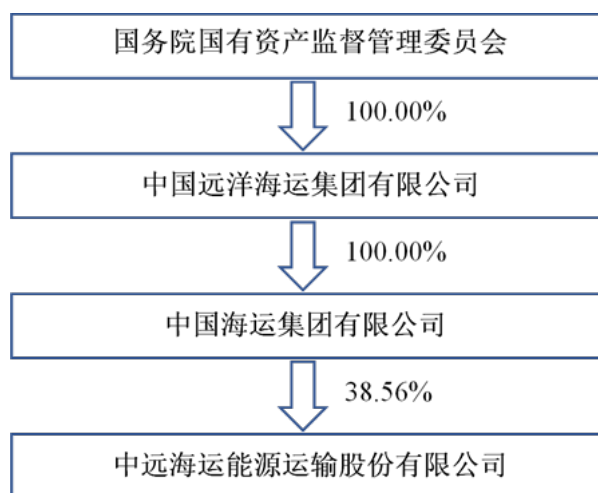 国务院国有资产监督管理委员会
100.00%
中国远洋海运集团有限公司
100.00%
中国海运集团有限公司
38.56%
中远海运能源运输股份有限公司